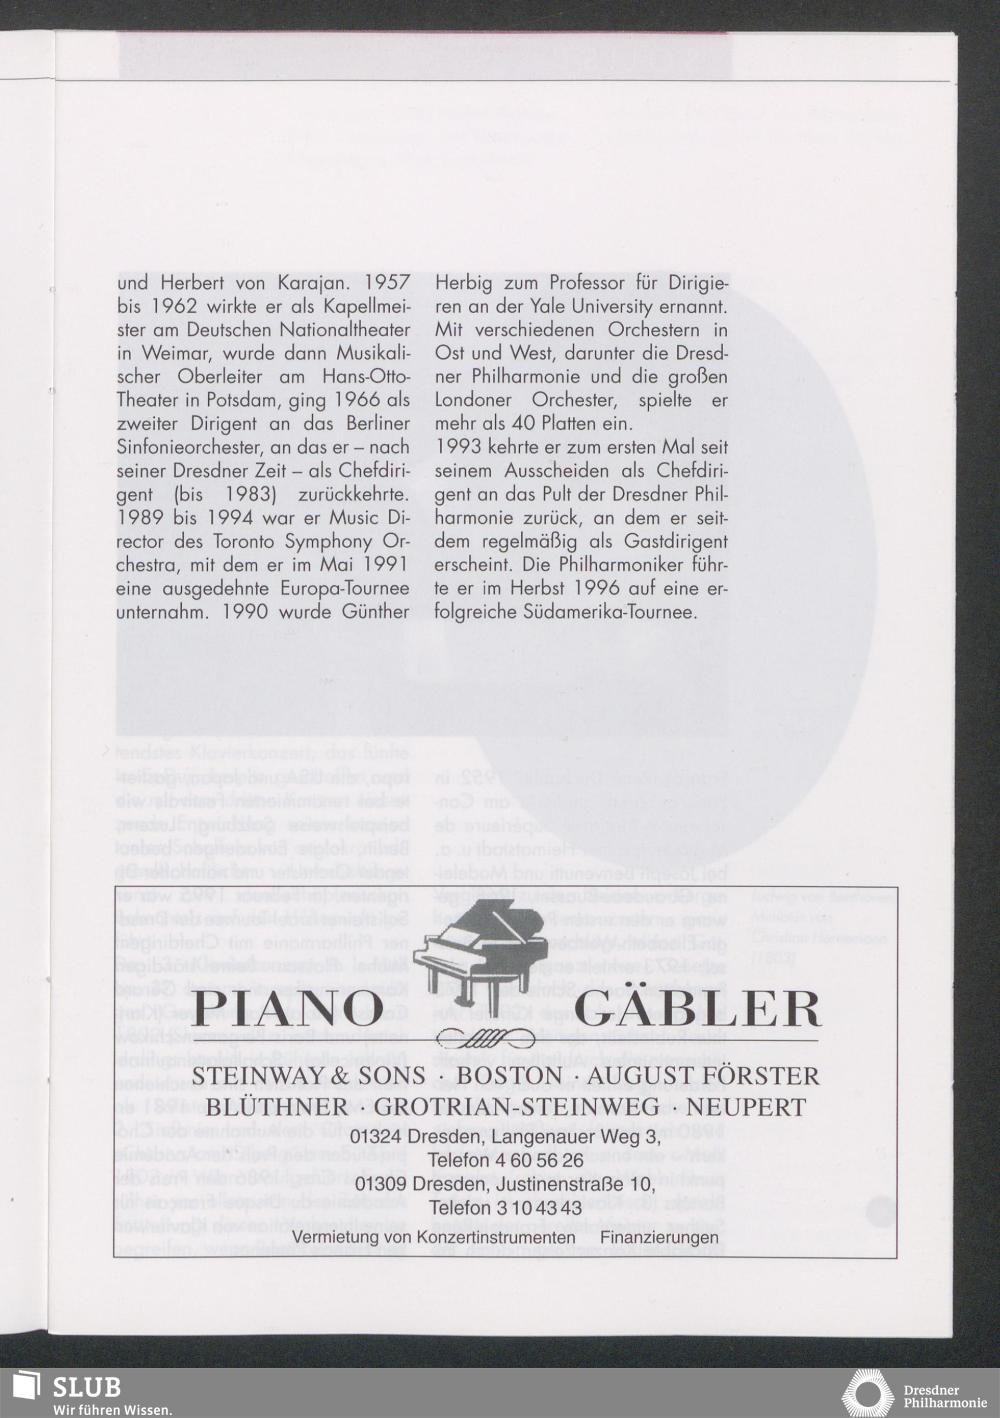 und Herbert von Karajan. 1957
bis 1962 wirkte er als Kapellmei-
ster am Deutschen Nationaltheater
in Weimar, wurde dann Musikali-
scher Oberleiter am Hans-Otto-
Theater in Potsdam, ging 1966 als
zweiter Dirigent an das Berliner
Sinfonieorchester, an das er – nach
seiner Dresdner Zeit – als Chefdiri-
gent (bis 1983) zurückkehrte.
1989 bis 1994 war er Music Di-
rector des Toronto Symphony Or-
chestra, mit dem er im Mai 1991
eine ausgedehnte Europa-Tournee
unternahm. 1990 wurde Günther
Herbig zum Professor für Dirigie-
ren an der Yale University ernannt.
Mit verschiedenen Orchestern in
Ost und West, darunter die Dresd-
ner Philharmonie und die großen
Londoner Orchester, spielte er
mehr als 40 Platten ein.
1993 kehrte er zum ersten Mal seit
seinem Ausscheiden als Chefdiri-
gent an das Pult der Dresdner Phil-
harmonie zurück, an dem er seit-
dem regelmäßig als Gastdirigent
erscheint. Die Philharmoniker führ-
te er im Herbst 1996 auf eine er-
folgreiche Südamerika-Tournee.
PIANO GÄBLER
STEINWAY & SONS · BOSTON · AUGUST FÖRSTER
BLÜTHNER · GROTRIAN-STEINWEG · NEUPERT
01324 Dresden, Langenauer Weg 3,
Telefon 4 60 56 26
01309 Dresden, Justinenstraße 10,
Telefon 3 10 43 43
Vermietung von Konzertinstrumenten Finanzierungen
SLUB
Wir führen Wissen.
Dresdner
Philharmonie